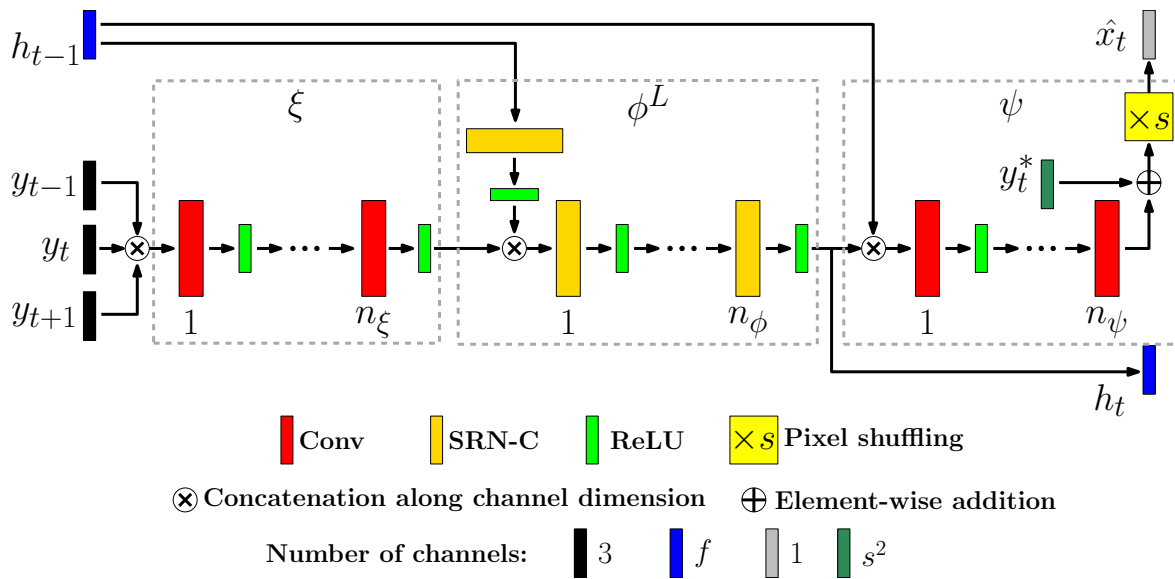 h_{t-1}
x̂_t
ξ
φ^L
ψ
×s
y_{t-1}
y_t^*
y_t
···
···
···
y_{t+1}
1
n_ξ
1
n_φ
1
n_ψ
h_t
Conv
SRN-C
ReLU
×s Pixel shuffling
Concatenation along channel dimension
Element-wise addition
Number of channels: 3 f 1 s^2